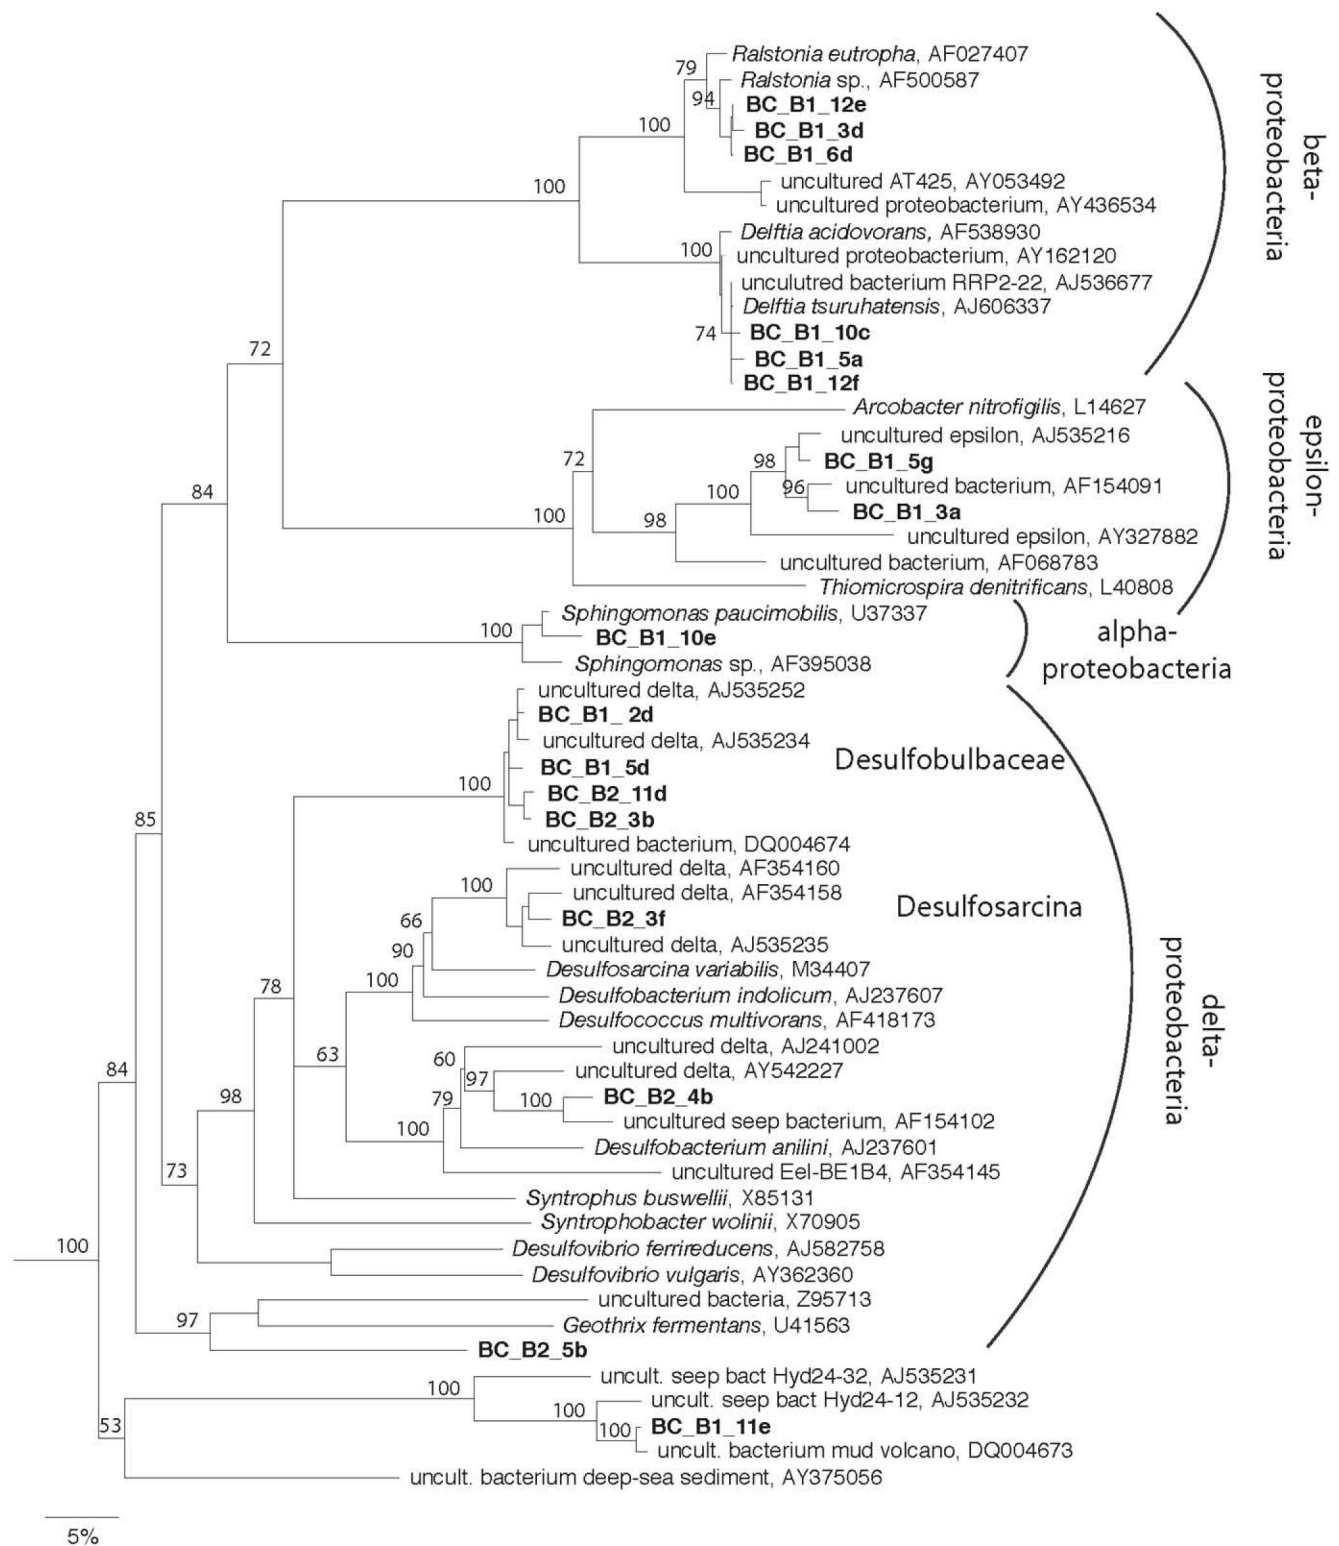 Ralstonia eutropha, AF027407
79
Ralstonia sp., AF500587
94
BC_B1_12e
100
BC_B1_3d
BC_B1_6d
uncultured AT425, AY053492
100
uncultured proteobacterium, AY436534
Delftia acidovorans, AF538930
100
uncultured proteobacterium, AY162120
unculutred bacterium RRP2-22, AJ536677
Delftia tsuruhatensis, AJ606337
74
BC_B1_10c
72
BC_B1_5a
BC_B1_12f
beta-
proteobacteria
Arcobacter nitrofigilis, L14627
uncultured epsilon, AJ535216
72
98
BC_B1_5g
96
uncultured bacterium, AF154091
84
100
BC_B1_3a
100
98
uncultured epsilon, AY327882
uncultured bacterium, AF068783
Thiomicrospira denitrificans, L40808
epsilon-
proteobacteria
Sphingomonas paucimobilis, U37337
100
BC_B1_10e
Sphingomonas sp., AF395038
alpha-
proteobacteria
uncultured delta, AJ535252
BC_B1_ 2d
uncultured delta, AJ535234
Desulfobulbaceae
BC_B1_5d
100
BC_B2_11d
85
BC_B2_3b
uncultured bacterium, DQ004674
uncultured delta, AF354160
100
uncultured delta, AF354158
Desulfosarcina
66
BC_B2_3f
90
uncultured delta, AJ535235
Desulfosarcina variabilis, M34407
100
78
Desulfobacterium indolicum, AJ237607
Desulfococcus multivorans, AF418173
delta-
proteobacteria
63
60
uncultured delta, AJ241002
84
97
uncultured delta, AY542227
98
79
100
BC_B2_4b
100
uncultured seep bacterium, AF154102
Desulfobacterium anilini, AJ237601
73
uncultured Eel-BE1B4, AF354145
Syntrophus buswellii, X85131
Syntrophobacter wolinii, X70905
100
Desulfovibrio ferrireducens, AJ582758
Desulfovibrio vulgaris, AY362360
uncultured bacteria, Z95713
97
Geothrix fermentans, U41563
BC_B2_5b
uncult. seep bact Hyd24-32, AJ535231
100
uncult. seep bact Hyd24-12, AJ535232
100
53
100
BC_B1_11e
uncult. bacterium mud volcano, DQ004673
uncult. bacterium deep-sea sediment, AY375056
5%